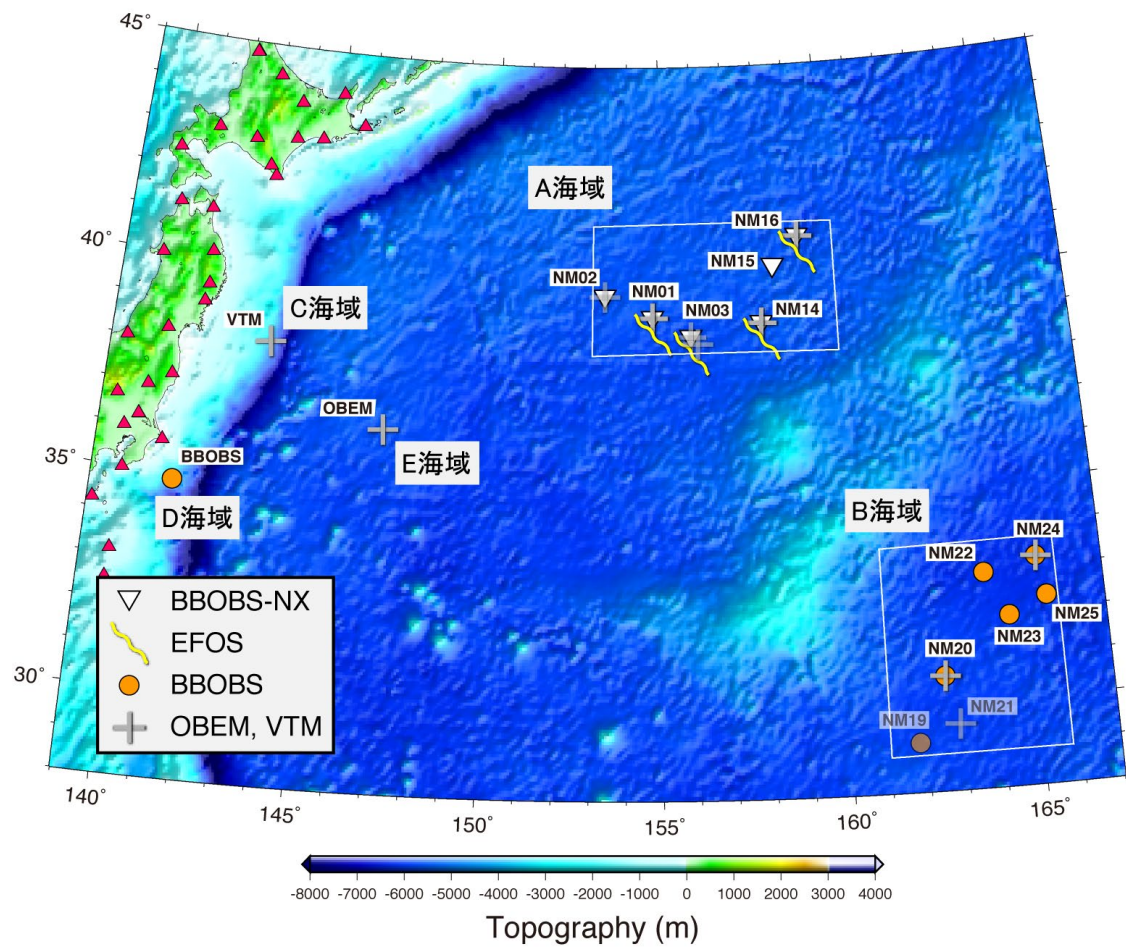 45°
A海域
NM16
NM15
40°
NM02
NM01
NM03
NM14
C海域
VTM
OBEM
E海域
35°
BBOBS
D海域
B海域
NM24
NM22
NM25
NM23
NM20
NM21
NM19
30°
BBOBS-NX
EFOS
BBOBS
OBEM, VTM
140°
145°
150°
155°
160°
165°
-8000 -7000 -6000 -5000 -4000 -3000 -2000 -1000 0 1000 2000 3000 4000
Topography (m)